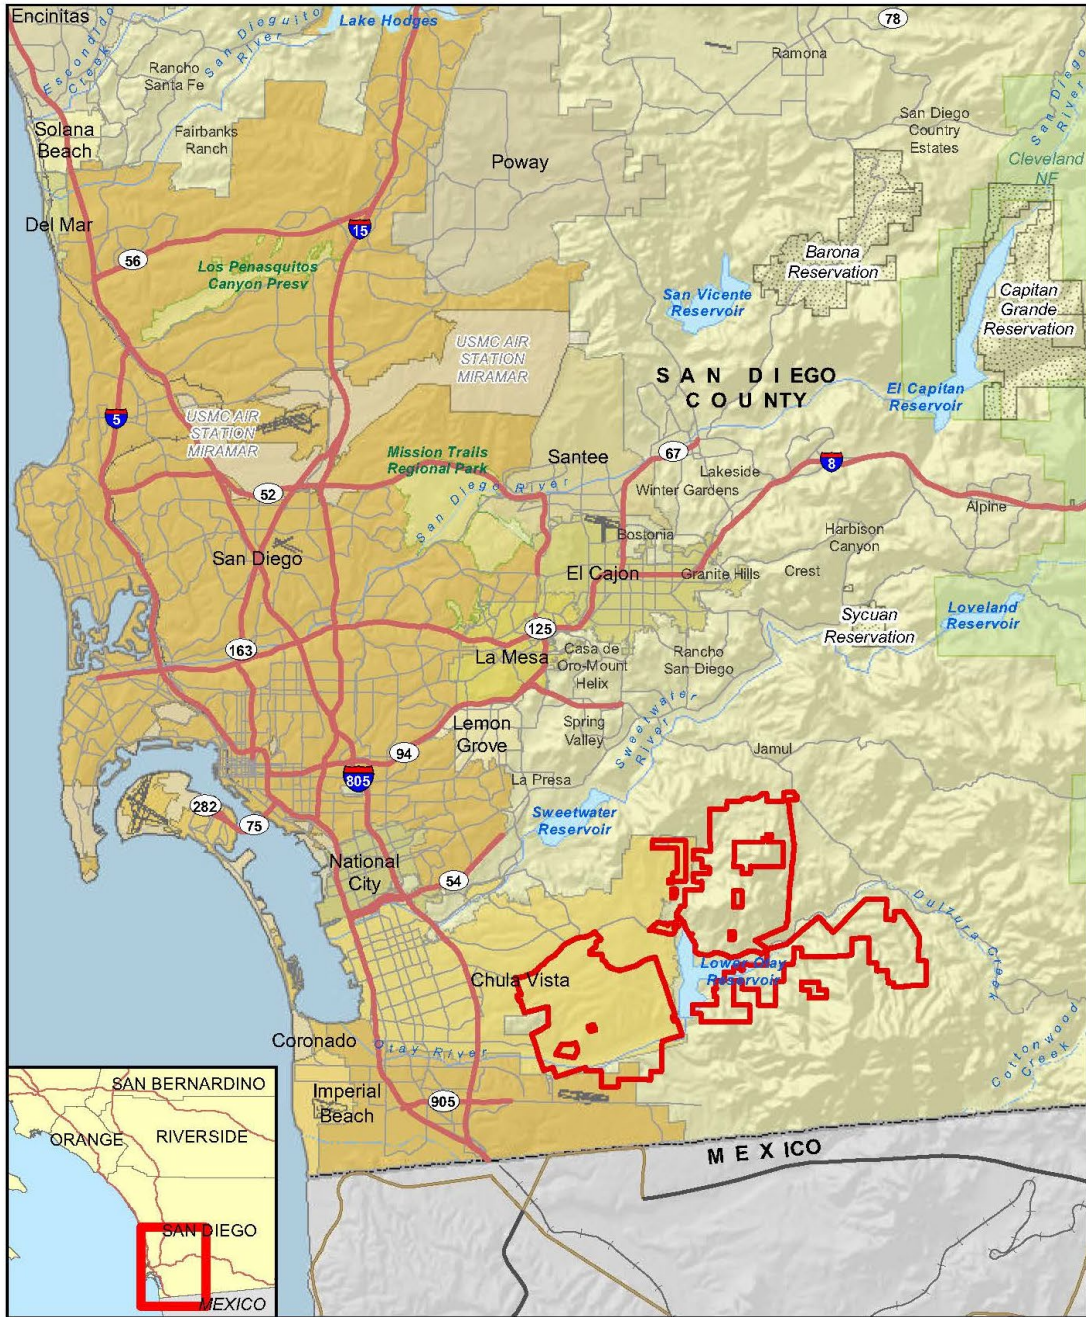 Encinitas
Lake Hodges
78
Escondido
Creek
San Dieguito
River
Rancho
Santa Fe
Ramona
San Diego
River
Solana
Beach
Fairbanks
Ranch
San Diego
Country
Estates
Poway
Cleveland
NF
Del Mar
15
56
Los Penasquitos
Canyon Presv
Barona
Reservation
San Vicente
Reservoir
Capitan
Grande
Reservation
USMC AIR
STATION
MIRAMAR
SAN DIEGO
COUNTY
El Capitan
Reservoir
5
USMC AIR
STATION
MIRAMAR
Mission Trails
Regional Park
Santee
67
8
Lakeside
Winter Gardens
52
San Diego River
Alpine
Bostonia
Harbison
Canyon
San Diego
El Cajon
Granite Hills
Crest
Loveland
Reservoir
Sycuan
Reservation
125
163
La Mesa
Casa de
Oro-Mount
Helix
Rancho
San Diego
Sweetwater
River
Lemon
Grove
Spring
Valley
94
Jamul
805
La Presa
282
75
Sweetwater
Reservoir
National
City
54
Dulzura Creek
Chula Vista
Lower Otay
Reservoir
Coronado
Otay River
Cottonwood
Creek
Imperial
Beach
905
MEXICO
SAN BERNARDINO
ORANGE
RIVERSIDE
SAN DIEGO
MEXICO